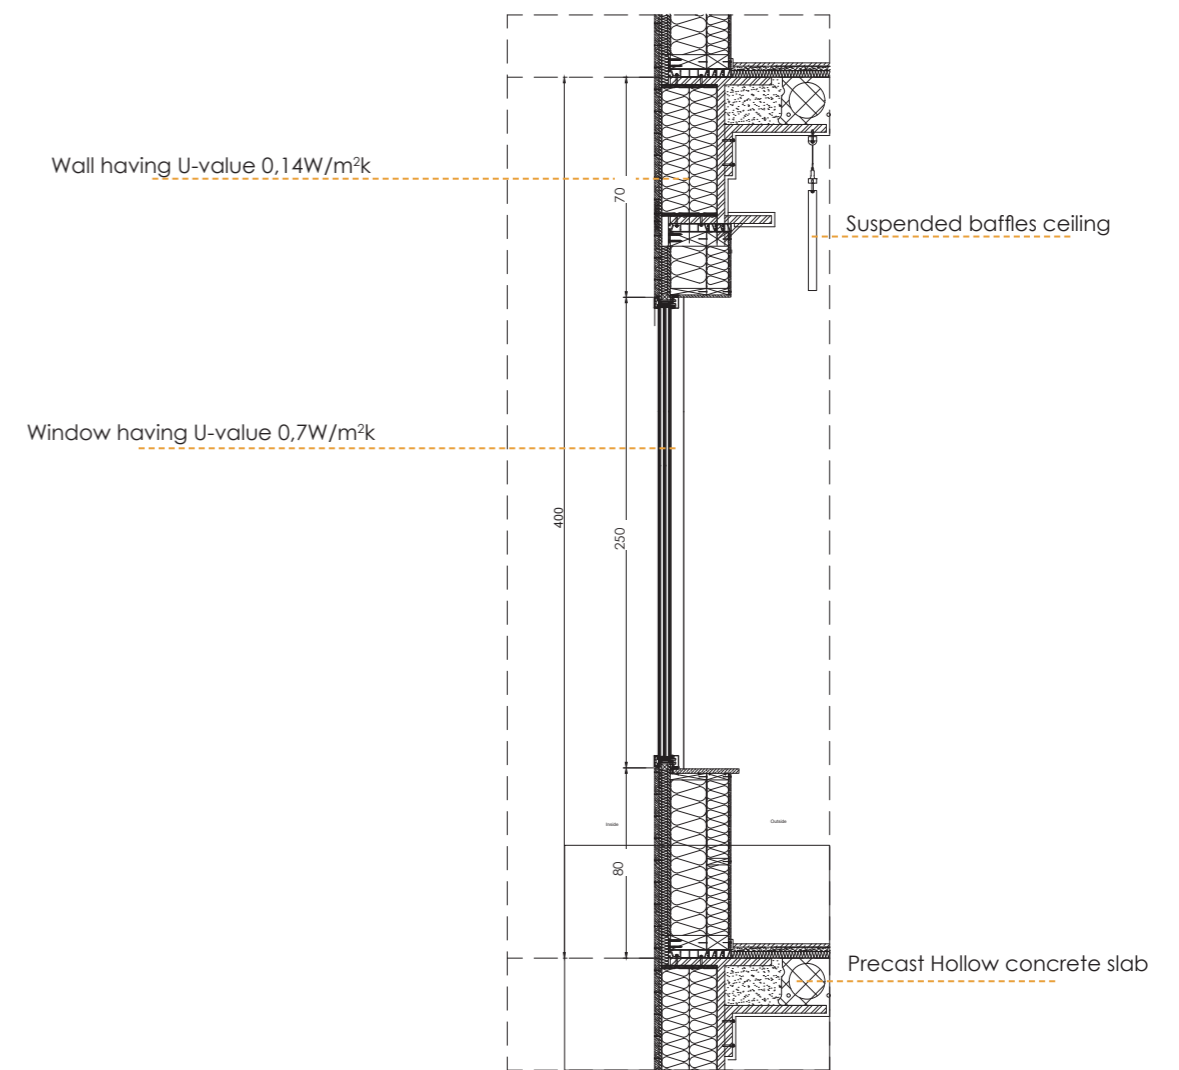 Wall having U-value 0,14W/m²k
70
Suspended baffles ceiling
Window having U-value 0,7W/m²k
400
250
Inside
Outside
80
Precast Hollow concrete slab